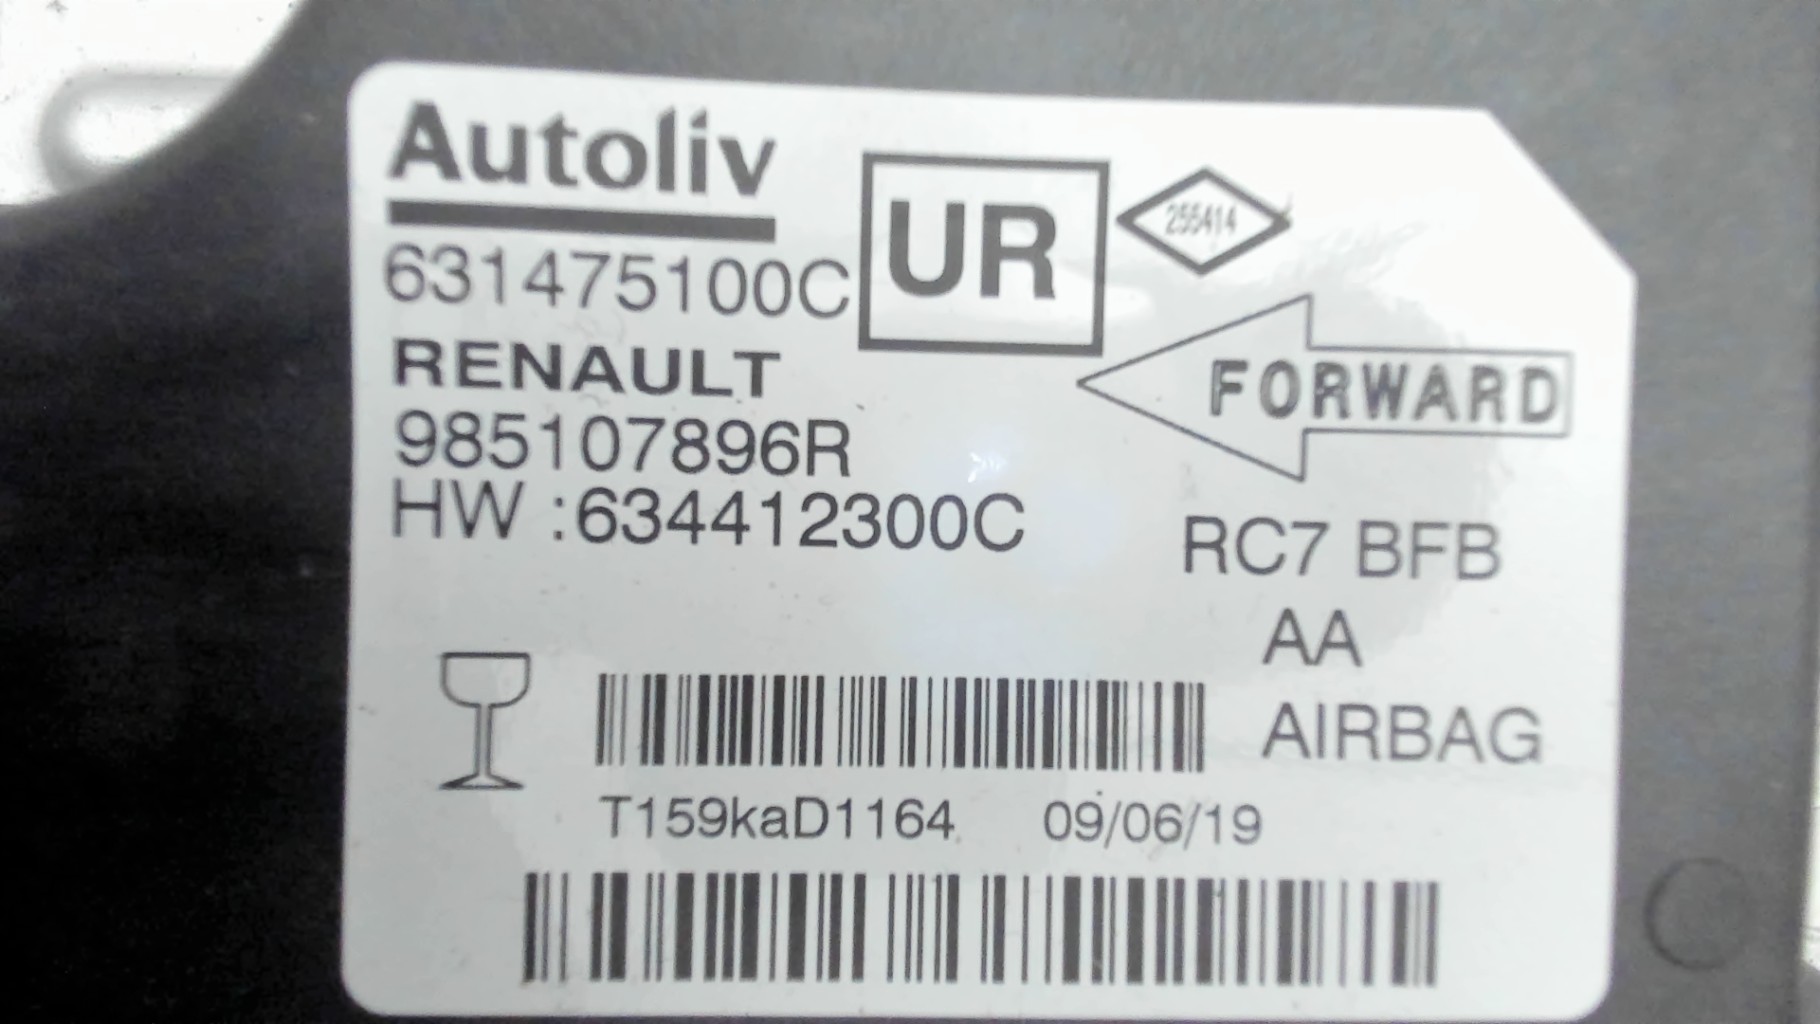 Autoliv
631475100C
UR
255414
RENAULT
985107896R
HW :634412300C
FORWARD
RC7 BFB
AA
AIRBAG
T159kaD1164 09/06/19